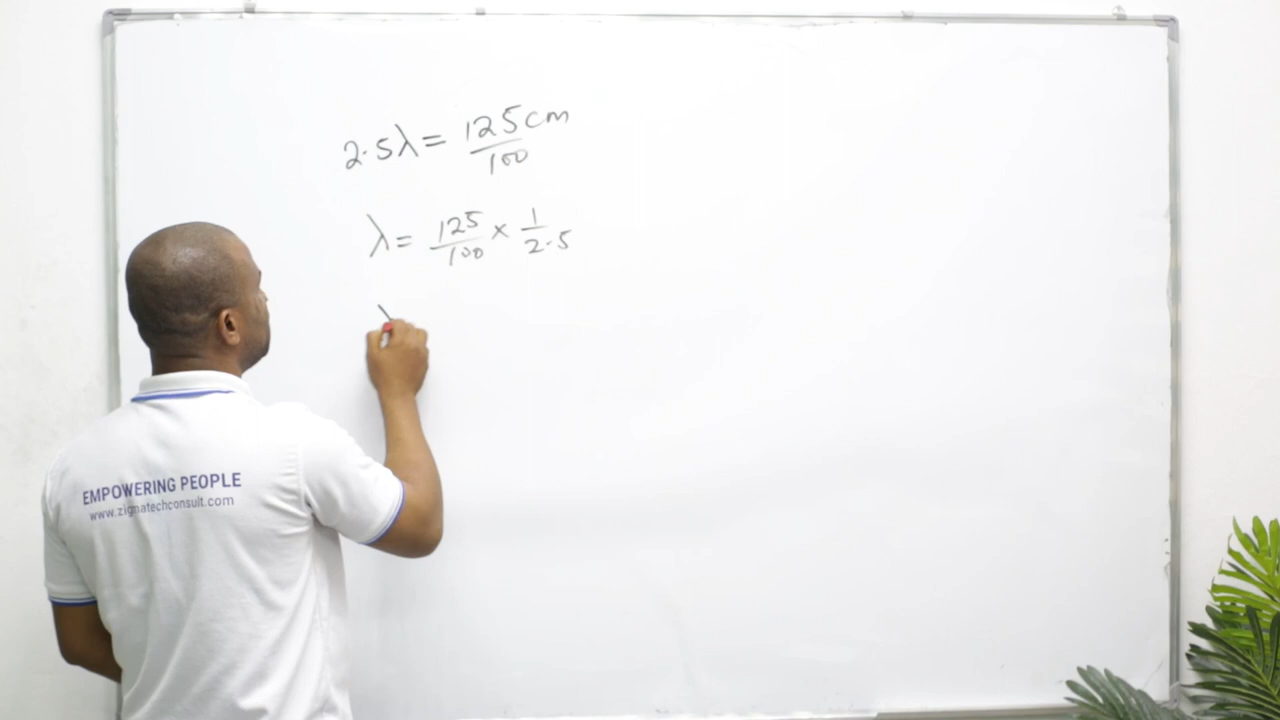 2.5λ = 125cm/100
λ = 125/100 × 1/2.5
EMPOWERING PEOPLE
www.zigmatechconsult.com